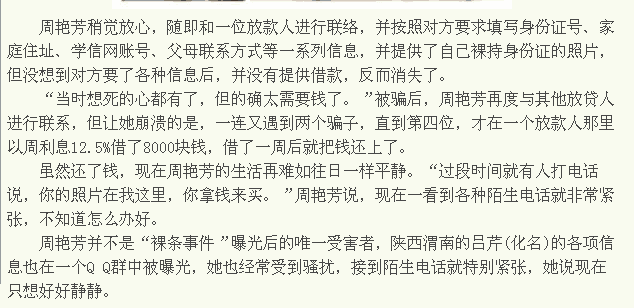 周艳芳稍觉放心，随即和一位放款人进行联络，并按照对方要求填写身份证号、家
庭住址、学信网账号、父母联系方式等一系列信息，并提供了自己裸持身份证的照片，
但没想到对方要了各种信息后，并没有提供借款，反而消失了。
“当时想死的心都有了，但的确太需要钱了。”被骗后，周艳芳再度与其他放贷人
进行联系，但让她崩溃的是，一连又遇到两个骗子，直到第四位，才在一个放款人那里
以周利息12.5%借了8000块钱，借了一周后就把钱还上了。
虽然还了钱，现在周艳芳的生活再难如往日一样平静。“过段时间就有人打电话
说，你的照片在我这里，你拿钱来买。”周艳芳说，现在一看到各种陌生电话就非常紧
张，不知道怎么办好。
周艳芳并不是“裸条事件”曝光后的唯一受害者，陕西渭南的吕芹(化名)的各项信
息也在一个Q Q群中被曝光，她也经常受到骚扰，接到陌生电话就特别紧张，她说现在
只想好好静静。